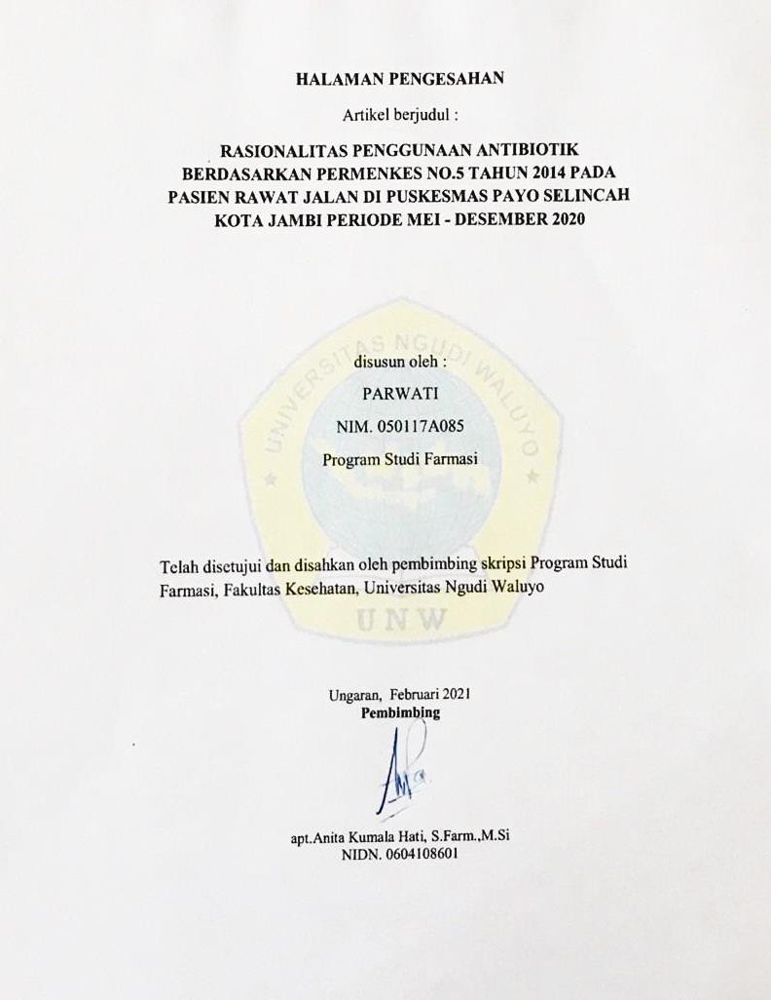 HALAMAN PENGESAHAN
Artikel berjudul :
RASIONALITAS PENGGUNAAN ANTIBIOTIK
BERDASARKAN PERMENKES NO.5 TAHUN 2014 PADA
PASIEN RAWAT JALAN DI PUSKESMAS PAYO SELINCAH
KOTA JAMBI PERIODE MEI - DESEMBER 2020
UNIVERSITAS NGUDI WALUYO
disusun oleh :
PARWATI
NIM. 050117A085
Program Studi Farmasi
Telah disetujui dan disahkan oleh pembimbing skripsi Program Studi
Farmasi, Fakultas Kesehatan, Universitas Ngudi Waluyo
UNW
Ungaran, Februari 2021
Pembimbing
apt.Anita Kumala Hati, S.Farm.,M.Si
NIDN. 0604108601